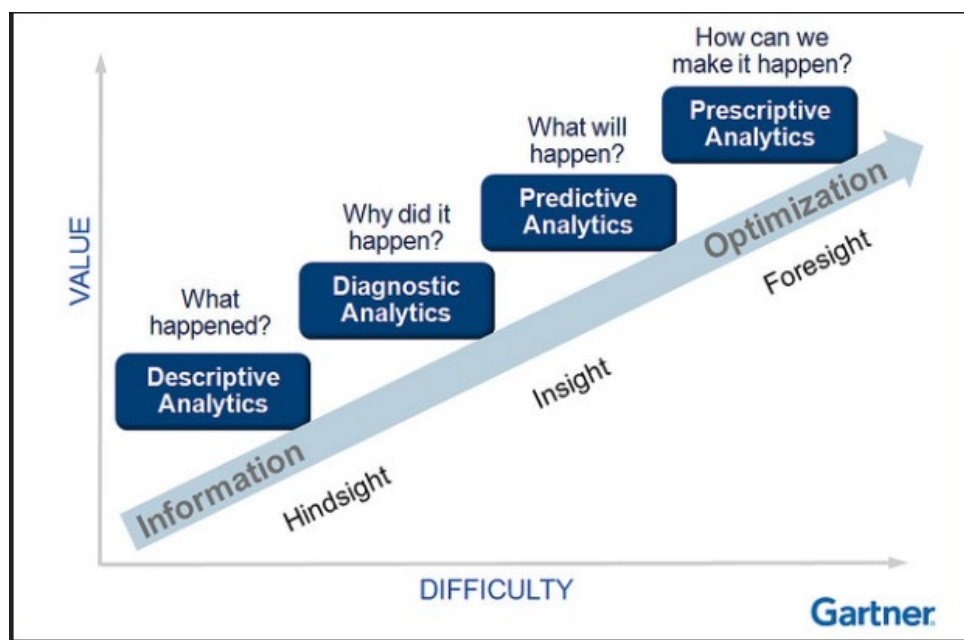 How can we
make it happen?
Prescriptive
Analytics
What will
happen?
Predictive
Analytics
Why did it
happen?
Diagnostic
Analytics
What
happened?
Descriptive
Analytics
Information
Optimization
Hindsight
Insight
Foresight
VALUE
DIFFICULTY
Gartner.